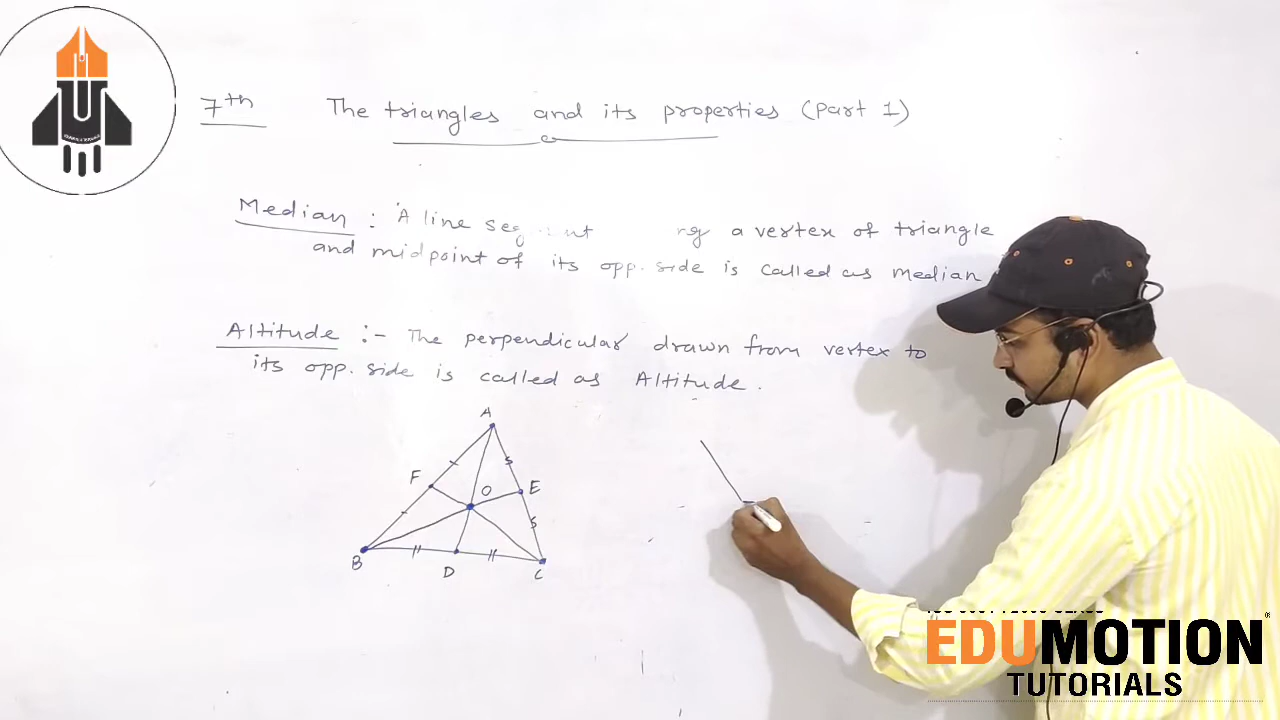 7th The triangles and its properties (Part 1)
Median : A line seg ng a vertex of triangle
and midpoint of its opp. side is called as median
Altitude :- The perpendicular drawn from vertex to
its opp. side is called as Altitude.
A
F O E
B D C
EDUMOTION
TUTORIALS